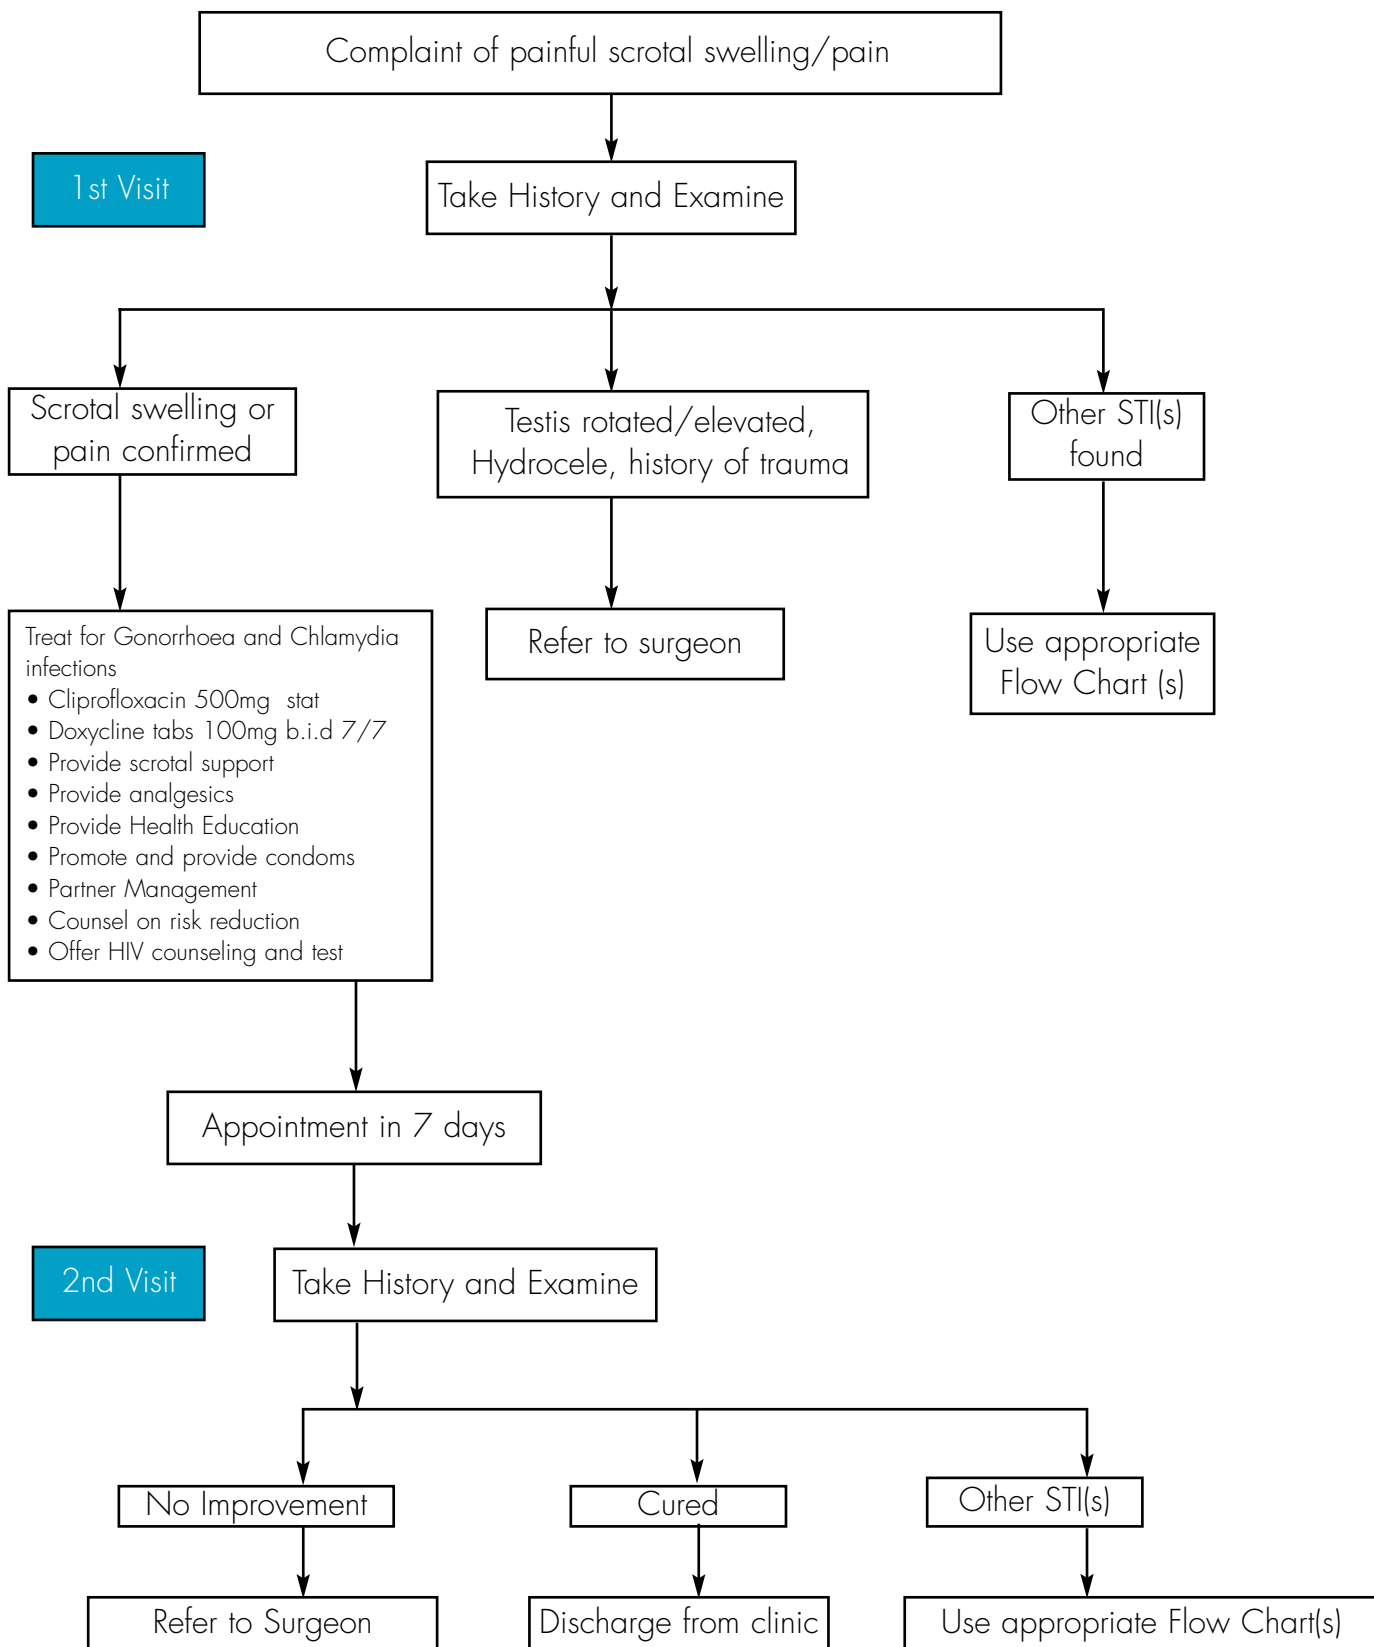 Complaint of painful scrotal swelling/pain
1st Visit
Take History and Examine
Scrotal swelling or
pain confirmed
Testis rotated/elevated,
Hydrocele, history of trauma
Other STI(s)
found
Treat for Gonorrhoea and Chlamydia
infections
• Cliprofloxacin 500mg stat
• Doxycline tabs 100mg b.i.d 7/7
• Provide scrotal support
• Provide analgesics
• Provide Health Education
• Promote and provide condoms
• Partner Management
• Counsel on risk reduction
• Offer HIV counseling and test
Refer to surgeon
Use appropriate
Flow Chart (s)
Appointment in 7 days
2nd Visit
Take History and Examine
No Improvement
Cured
Other STI(s)
Refer to Surgeon
Discharge from clinic
Use appropriate Flow Chart(s)